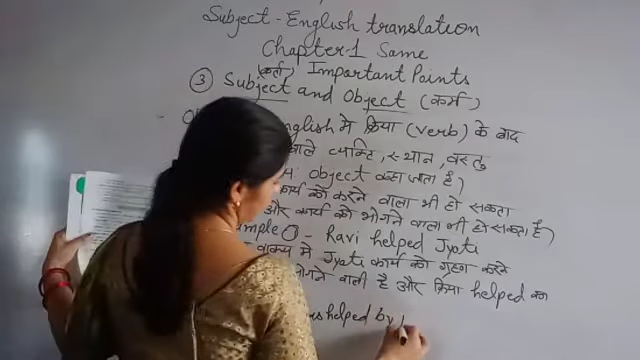 Subject - English translation
Chapter-1 Same
(कर्ता) Important Points
③ Subject and Object (कर्म)
English मे क्रिया (verb) के बाद
वाले व्यक्ति, स्थान, वस्तु
object कहा जाता है)
कार्य को करने वाला भी हो सकता
और कार्य को भोगने वाला भी हो सकता है)
① - Ravi helped Jyoti
वाक्य मे Jyoti कार्य को ग्रहण करने
भोगने वाली है और क्रिया helped का
helped by